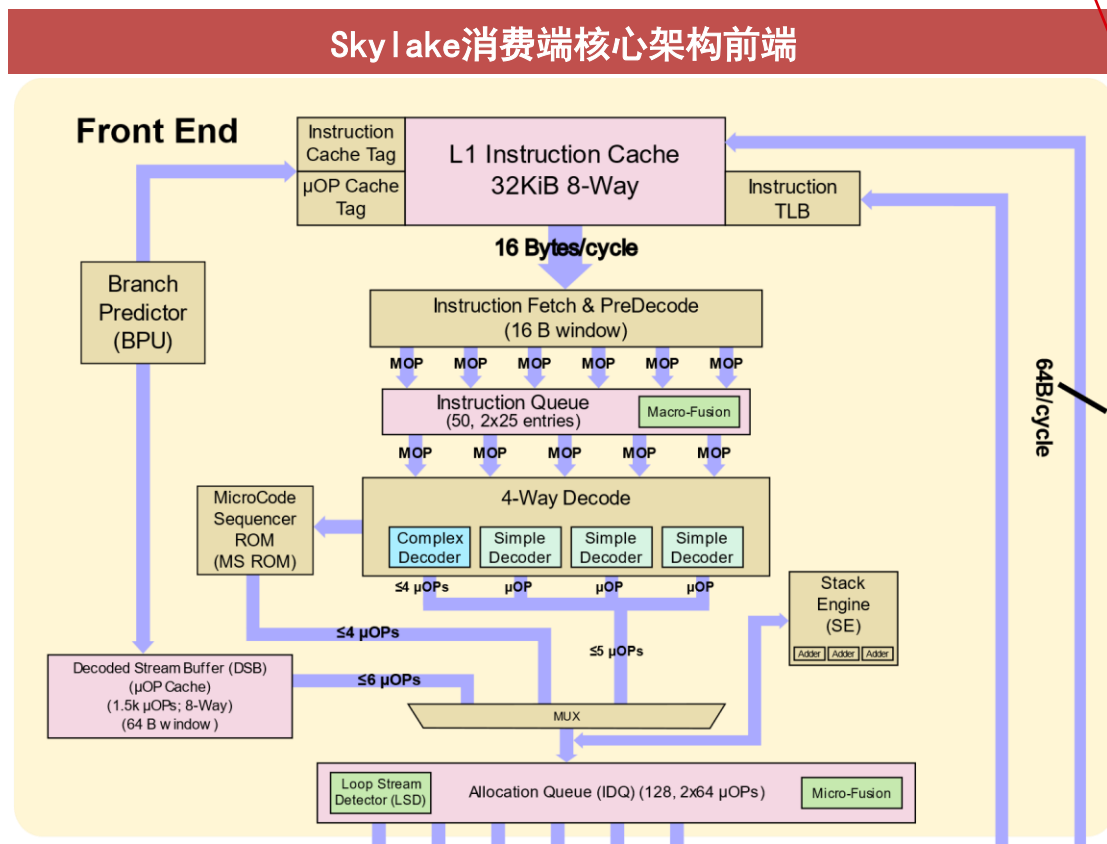 Skylake消费端核心架构前端
Front End
Instruction
Cache Tag
μOP Cache
Tag
L1 Instruction Cache
32KiB 8-Way
Instruction
TLB
16 Bytes/cycle
Branch
Predictor
(BPU)
Instruction Fetch & PreDecode
(16 B window)
MOP MOP MOP MOP MOP MOP
Instruction Queue
(50, 2x25 entries)
Macro-Fusion
64B/cycle
MOP MOP MOP MOP MOP
4-Way Decode
MicroCode
Sequencer
ROM
(MS ROM)
Complex
Decoder
Simple
Decoder
Simple
Decoder
Simple
Decoder
≤4 μOPs μOP μOP μOP
Stack
Engine
(SE)
Adder Adder Adder
≤4 μOPs
≤5 μOPs
Decoded Stream Buffer (DSB)
(μOP Cache)
(1.5k μOPs; 8-Way)
(64 B window)
≤6 μOPs
MUX
Loop Stream
Detector (LSD)
Allocation Queue (IDQ) (128, 2x64 μOPs)
Micro-Fusion